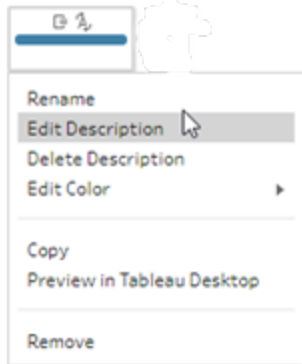 Rename
Edit Description
Delete Description
Edit Color
Copy
Preview in Tableau Desktop
Remove